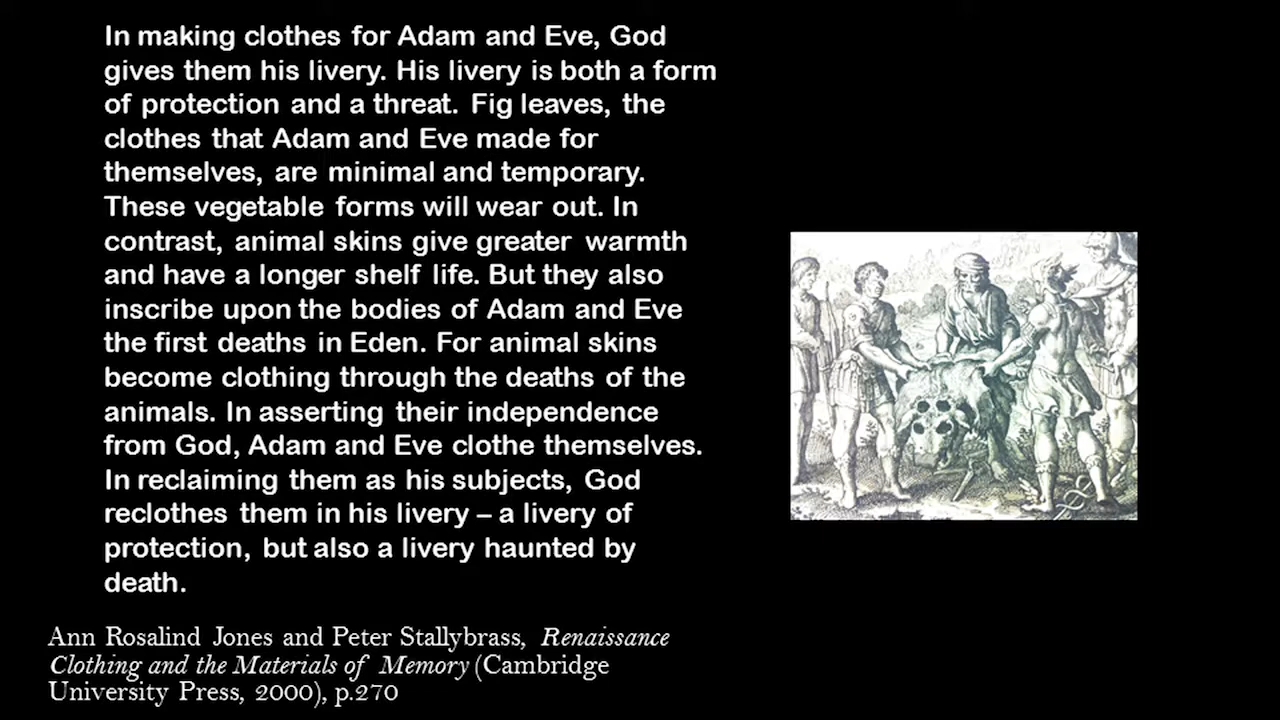 In making clothes for Adam and Eve, God
gives them his livery. His livery is both a form
of protection and a threat. Fig leaves, the
clothes that Adam and Eve made for
themselves, are minimal and temporary.
These vegetable forms will wear out. In
contrast, animal skins give greater warmth
and have a longer shelf life. But they also
inscribe upon the bodies of Adam and Eve
the first deaths in Eden. For animal skins
become clothing through the deaths of the
animals. In asserting their independence
from God, Adam and Eve clothe themselves.
In reclaiming them as his subjects, God
reclothes them in his livery – a livery of
protection, but also a livery haunted by
death.
Ann Rosalind Jones and Peter Stallybrass, Renaissance
Clothing and the Materials of Memory (Cambridge
University Press, 2000), p.270